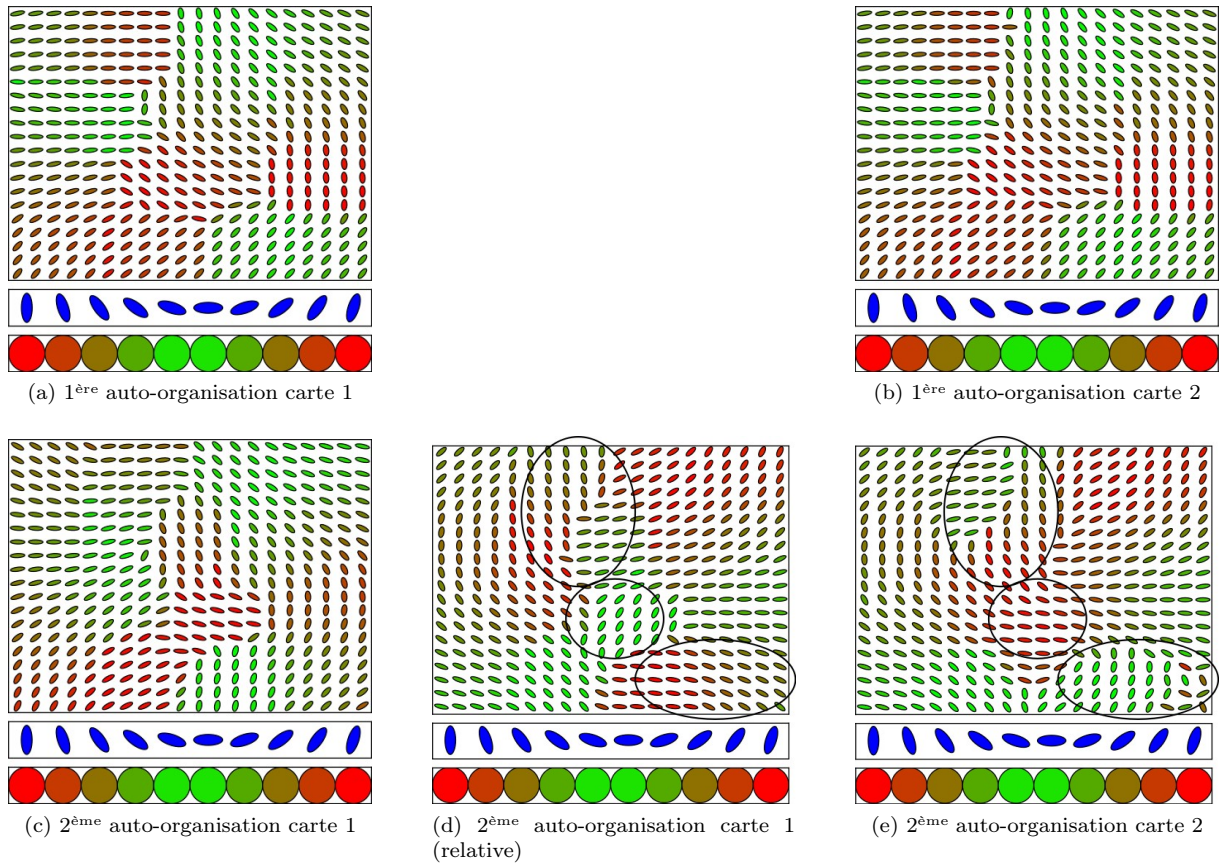 (a) 1ère auto-organisation carte 1
(b) 1ère auto-organisation carte 2
(c) 2ème auto-organisation carte 1
(d) 2ème auto-organisation carte 1
(relative)
(e) 2ème auto-organisation carte 2